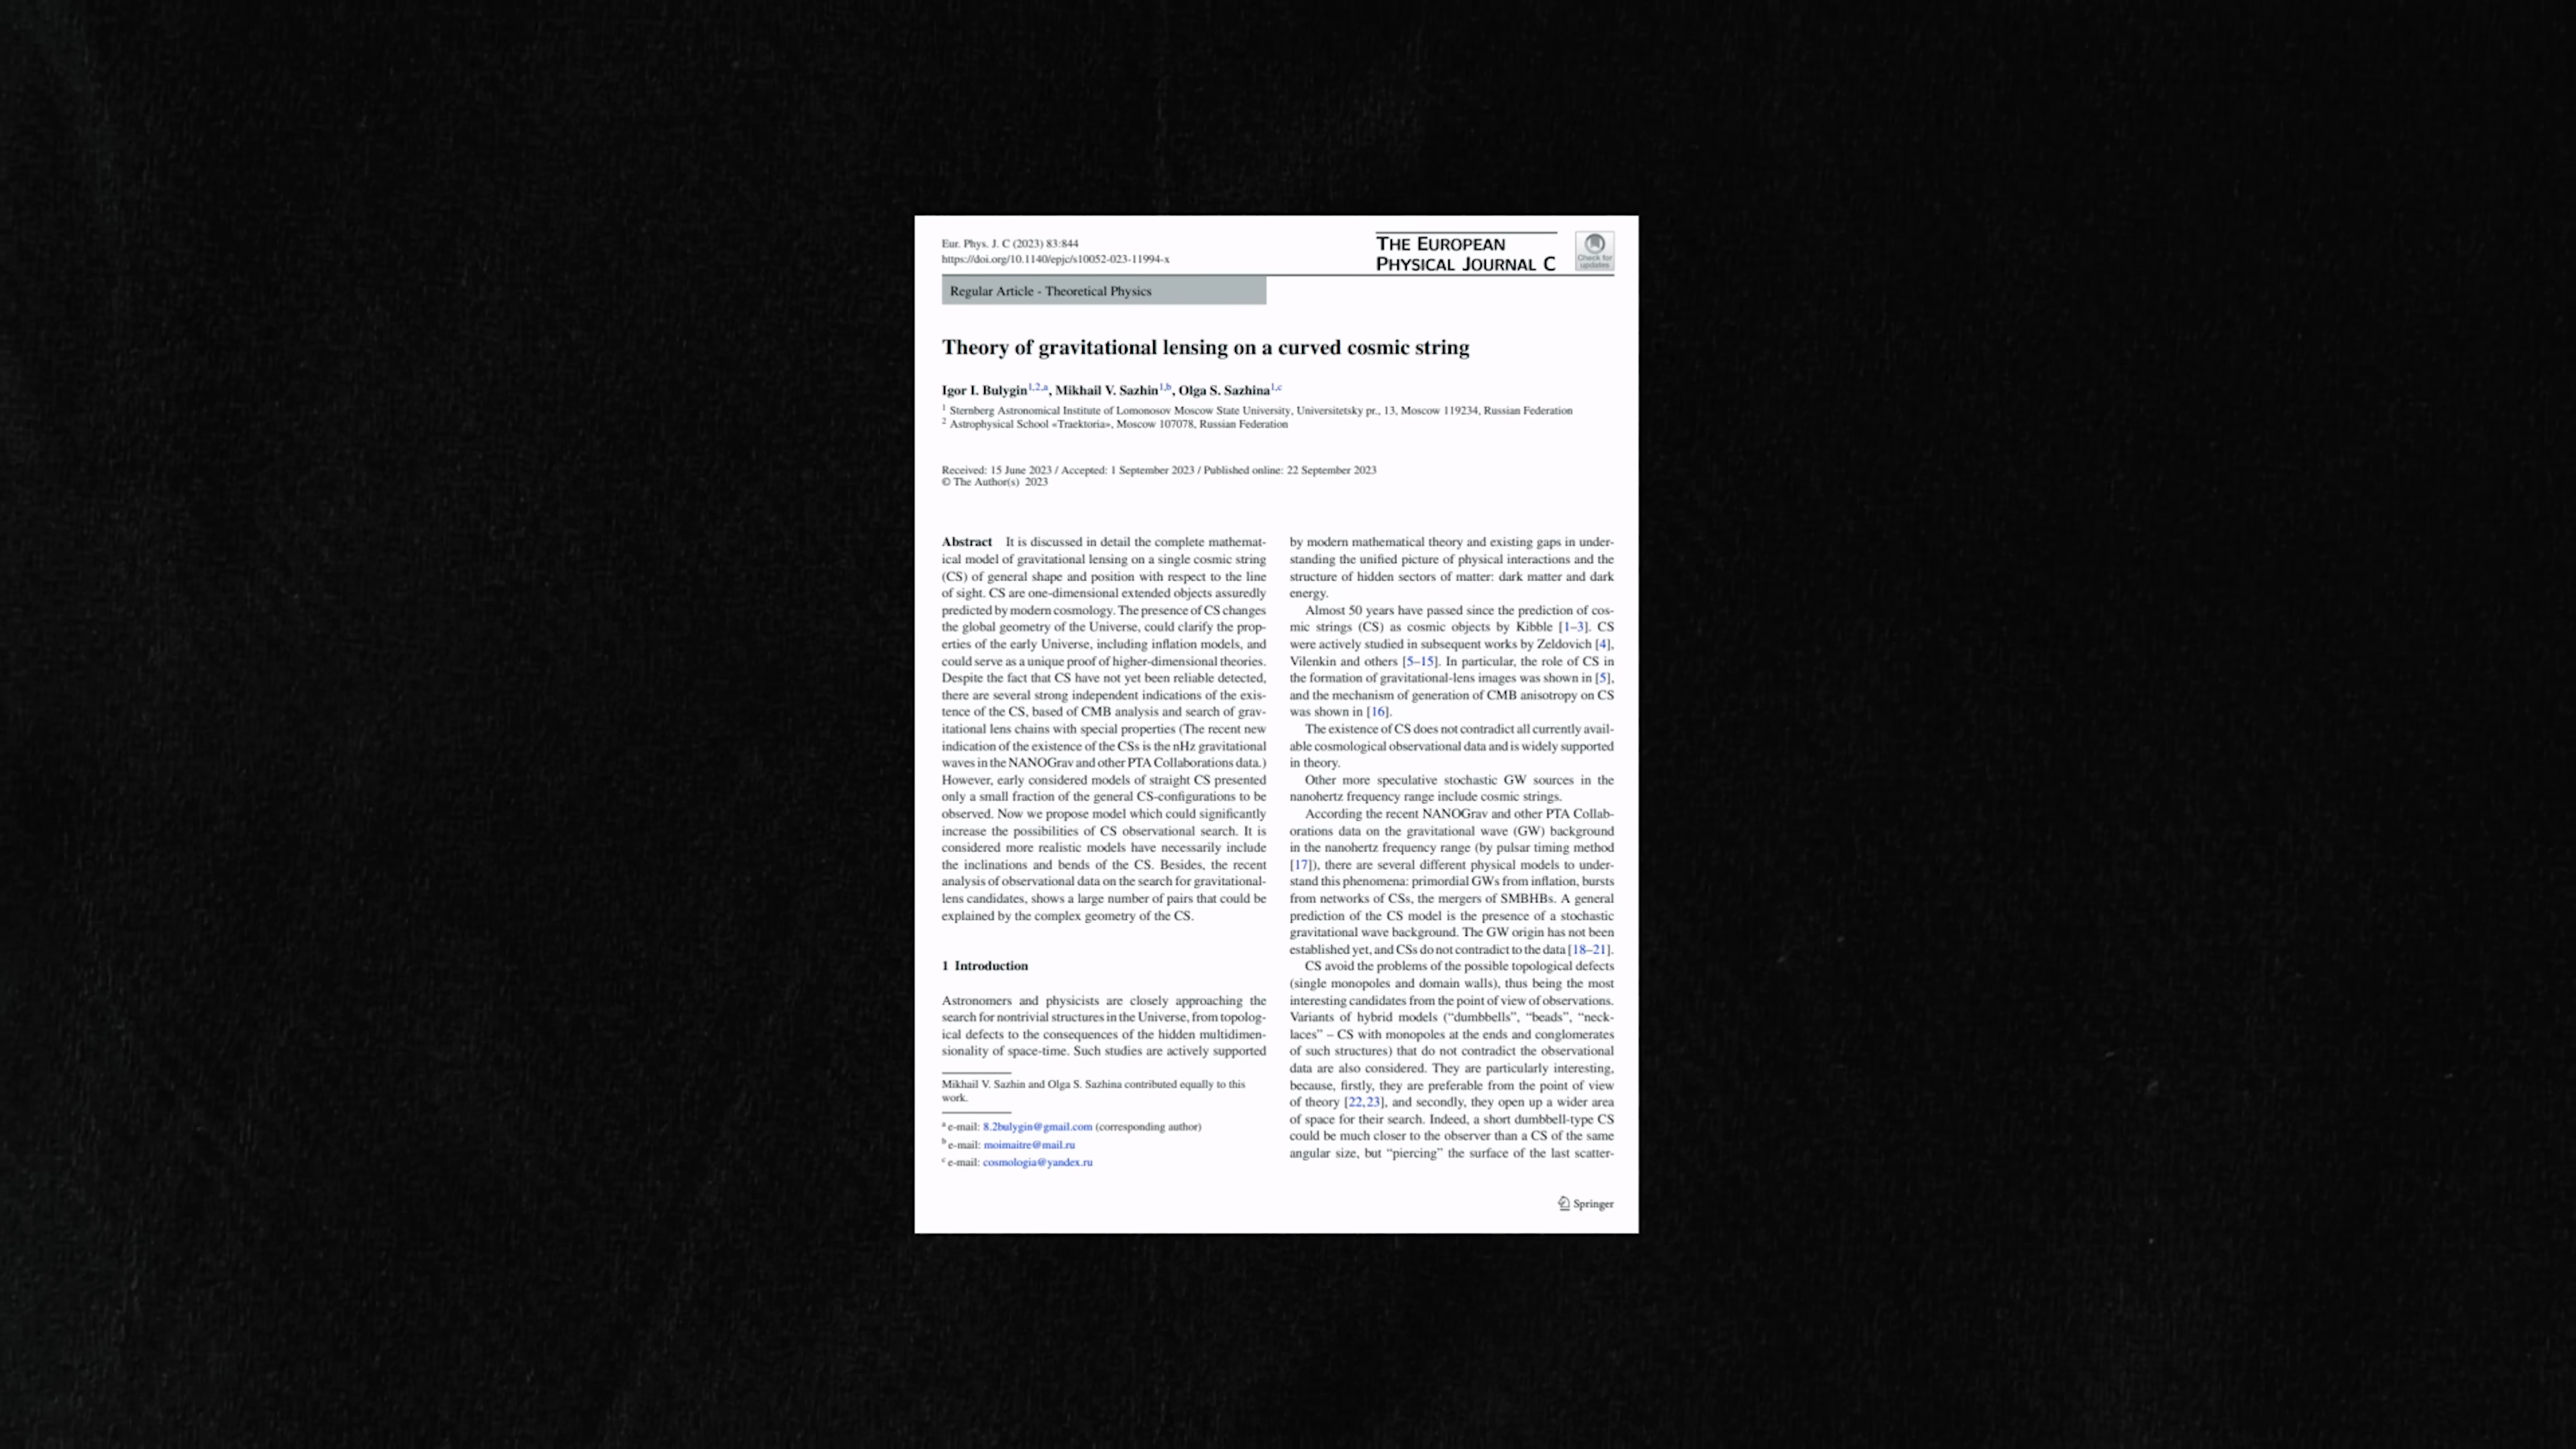 Eur. Phys. J. C (2023) 83:844
https://doi.org/10.1140/epjc/s10052-023-11994-x
THE EUROPEAN
PHYSICAL JOURNAL C
Check for
updates
Regular Article - Theoretical Physics
Theory of gravitational lensing on a curved cosmic string
Igor I. Bulygin1,2,a, Mikhail V. Sazhin1,b, Olga S. Sazhina1,c
1 Sternberg Astronomical Institute of Lomonosov Moscow State University, Universitetsky pr., 13, Moscow 119234, Russian Federation
2 Astrophysical School «Traektoria», Moscow 107078, Russian Federation
Received: 15 June 2023 / Accepted: 1 September 2023 / Published online: 22 September 2023
© The Author(s) 2023
Abstract It is discussed in detail the complete mathemat-
ical model of gravitational lensing on a single cosmic string
(CS) of general shape and position with respect to the line
of sight. CS are one-dimensional extended objects assuredly
predicted by modern cosmology. The presence of CS changes
the global geometry of the Universe, could clarify the prop-
erties of the early Universe, including inflation models, and
could serve as a unique proof of higher-dimensional theories.
Despite the fact that CS have not yet been reliable detected,
there are several strong independent indications of the exis-
tence of the CS, based of CMB analysis and search of grav-
itational lens chains with special properties (The recent new
indication of the existence of the CSs is the nHz gravitational
waves in the NANOGrav and other PTA Collaborations data.)
However, early considered models of straight CS presented
only a small fraction of the general CS-configurations to be
observed. Now we propose model which could significantly
increase the possibilities of CS observational search. It is
considered more realistic models have necessarily include
the inclinations and bends of the CS. Besides, the recent
analysis of observational data on the search for gravitational-
lens candidates, shows a large number of pairs that could be
explained by the complex geometry of the CS.
1 Introduction
Astronomers and physicists are closely approaching the
search for nontrivial structures in the Universe, from topolog-
ical defects to the consequences of the hidden multidimen-
sionality of space-time. Such studies are actively supported
Mikhail V. Sazhin and Olga S. Sazhina contributed equally to this
work.
a e-mail: 8.2bulygin@gmail.com (corresponding author)
b e-mail: moimaitre@mail.ru
c e-mail: cosmologia@yandex.ru
by modern mathematical theory and existing gaps in under-
standing the unified picture of physical interactions and the
structure of hidden sectors of matter: dark matter and dark
energy.
Almost 50 years have passed since the prediction of cos-
mic strings (CS) as cosmic objects by Kibble [1–3]. CS
were actively studied in subsequent works by Zeldovich [4],
Vilenkin and others [5–15]. In particular, the role of CS in
the formation of gravitational-lens images was shown in [5],
and the mechanism of generation of CMB anisotropy on CS
was shown in [16].
The existence of CS does not contradict all currently avail-
able cosmological observational data and is widely supported
in theory.
Other more speculative stochastic GW sources in the
nanohertz frequency range include cosmic strings.
According the recent NANOGrav and other PTA Collab-
orations data on the gravitational wave (GW) background
in the nanohertz frequency range (by pulsar timing method
[17]), there are several different physical models to under-
stand this phenomena: primordial GWs from inflation, bursts
from networks of CSs, the mergers of SMBHBs. A general
prediction of the CS model is the presence of a stochastic
gravitational wave background. The GW origin has not been
established yet, and CSs do not contradict to the data [18–21].
CS avoid the problems of the possible topological defects
(single monopoles and domain walls), thus being the most
interesting candidates from the point of view of observations.
Variants of hybrid models (“dumbbells”, “beads”, “neck-
laces” – CS with monopoles at the ends and conglomerates
of such structures) that do not contradict the observational
data are also considered. They are particularly interesting,
because, firstly, they are preferable from the point of view
of theory [22,23], and secondly, they open up a wider area
of space for their search. Indeed, a short dumbbell-type CS
could be much closer to the observer than a CS of the same
angular size, but “piercing” the surface of the last scatter-
Springer